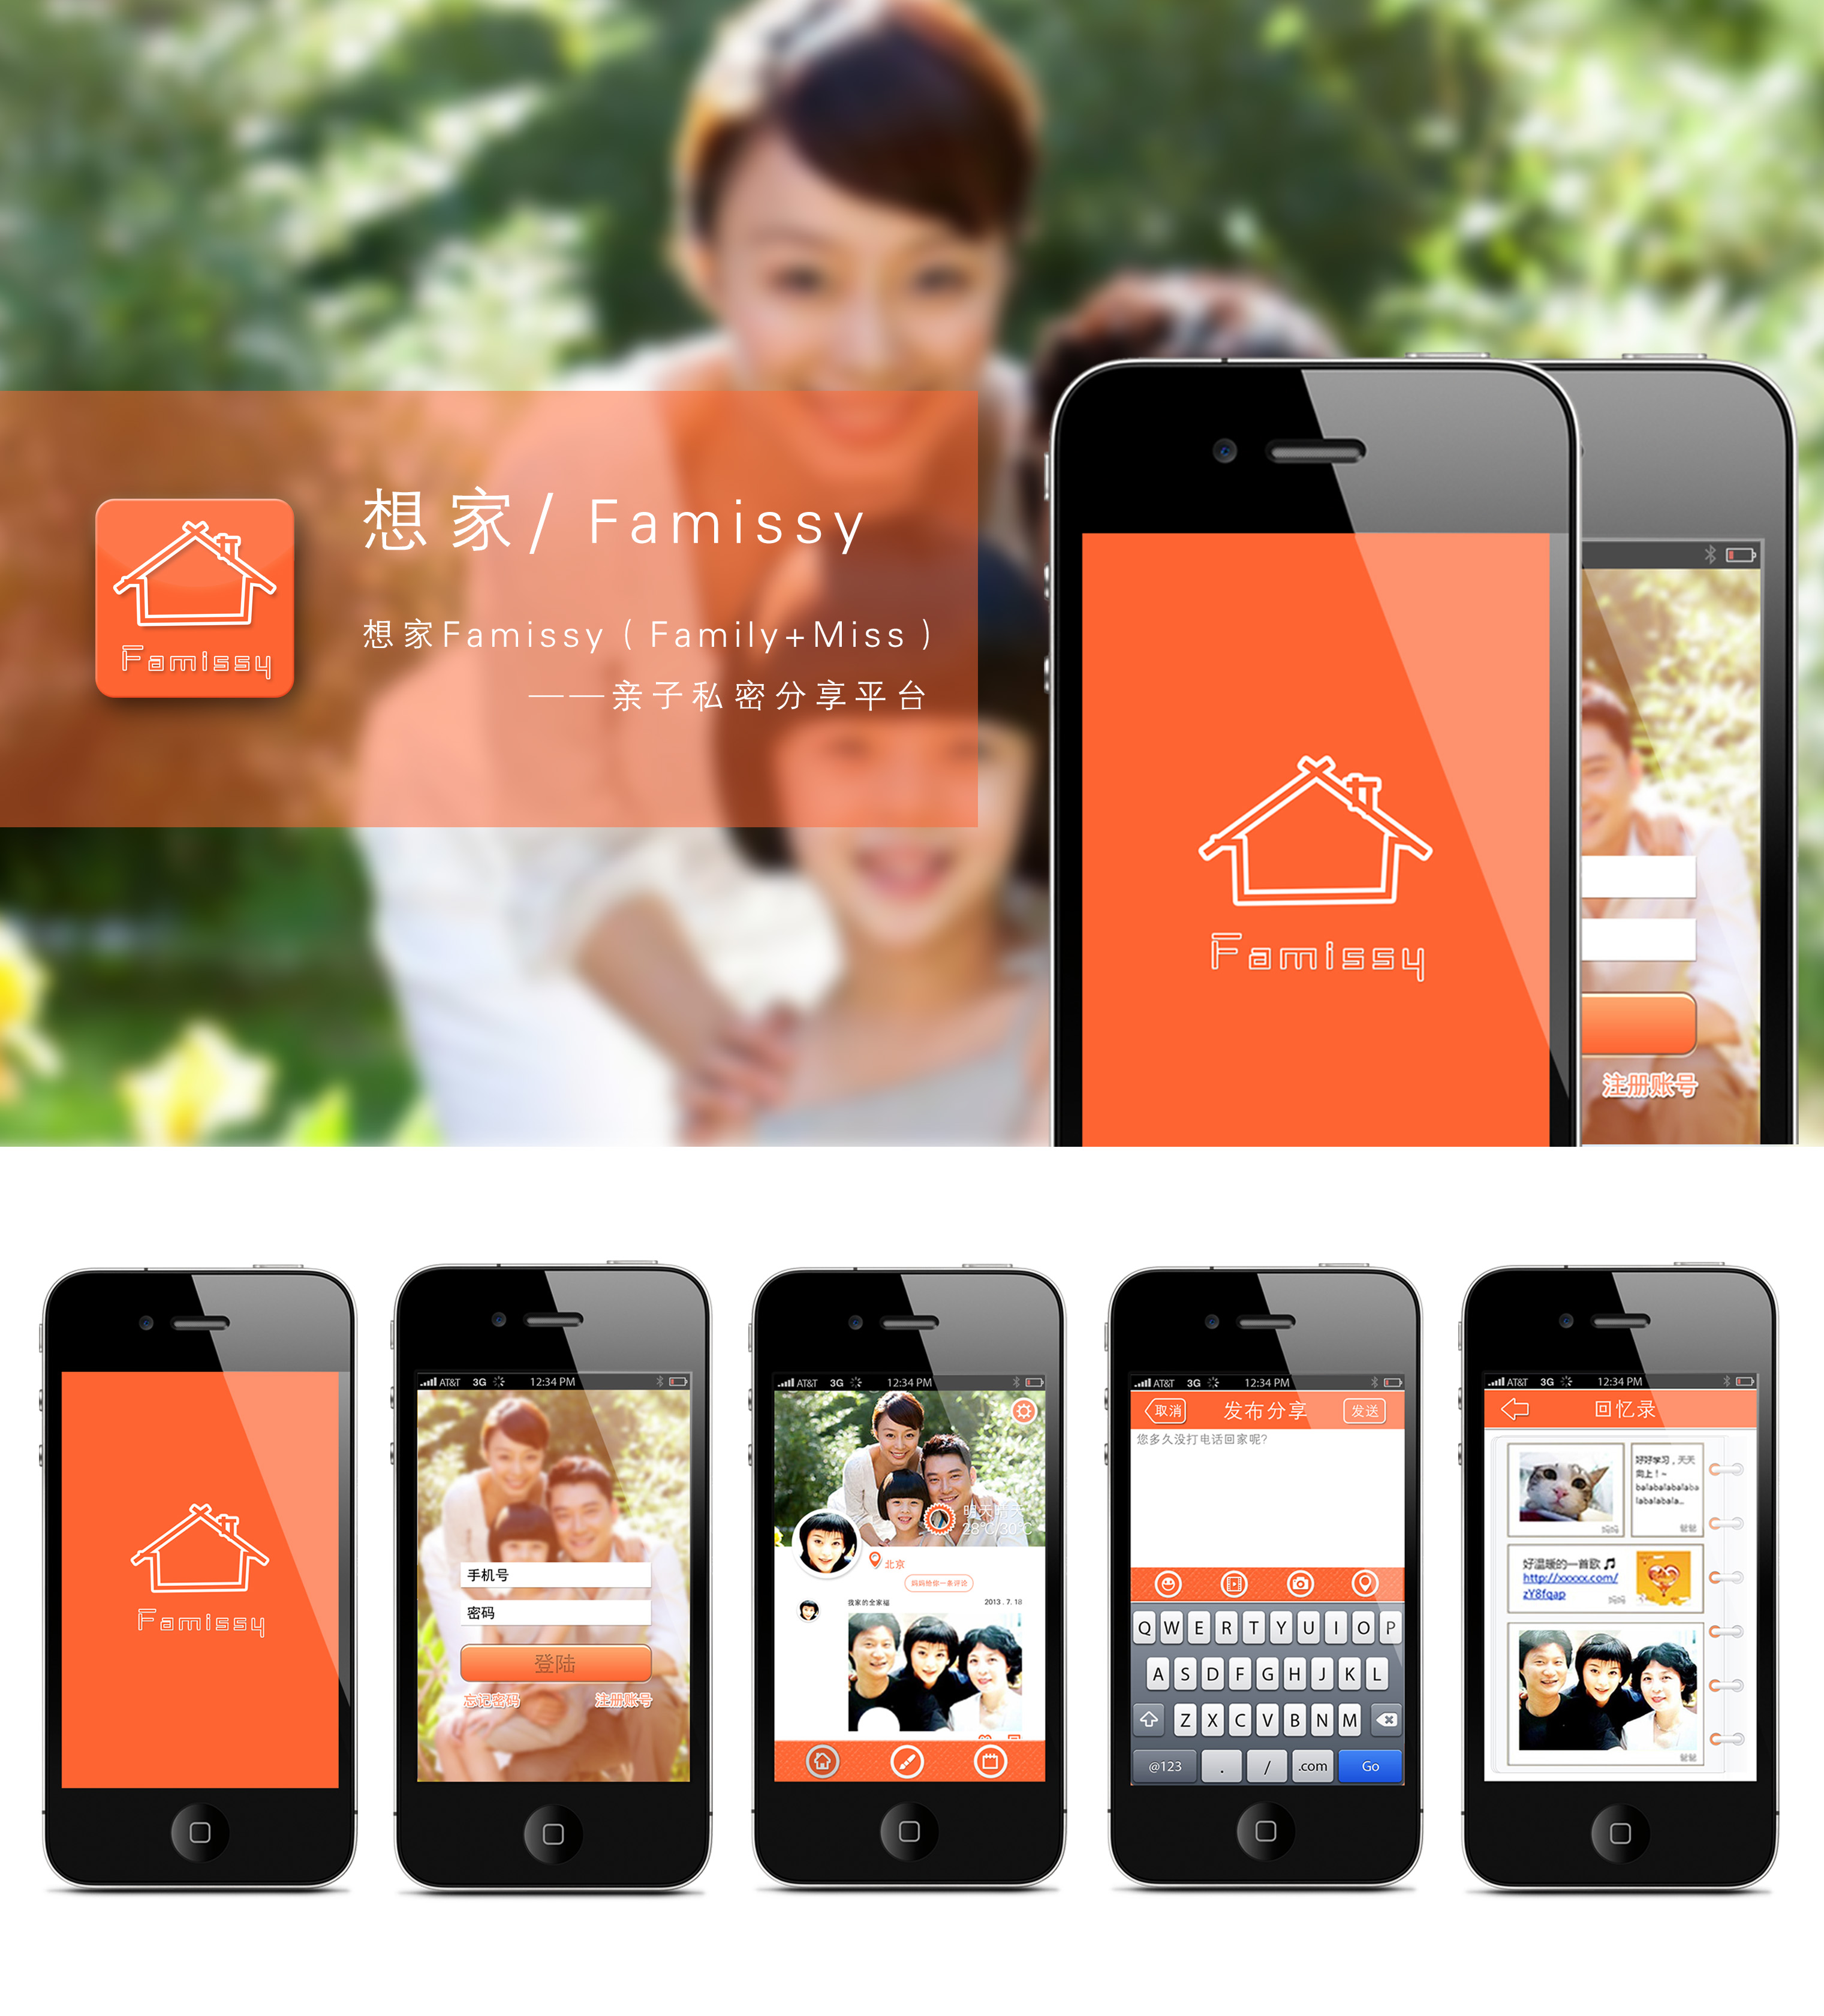 想家/ Famissy
想家Famissy(Family+Miss)
——亲子私密分享平台
Famissy
Famissy
注册账号
Famissy
AT&T 3G 12:34 PM
手机号
密码
登陆
忘记密码 注册账号
AT&T 3G 12:34 PM
明天晴天
28℃/30℃
北京
妈妈给你一条评论
我家的全家福 2013.7.18
AT&T 3G 12:34 PM
取消 发布分享 发送
您多久没打电话回家呢?
Q W E R T Y U I O P
A S D F G H J K L
Z X C V B N M
@123 . / .com Go
AT&T 3G 12:34 PM
回忆录
好好学习,天天
向上!~
balabalabalaba
labalabala...
好温暖的一首歌
http://xxxxx.com/
zY8fqap